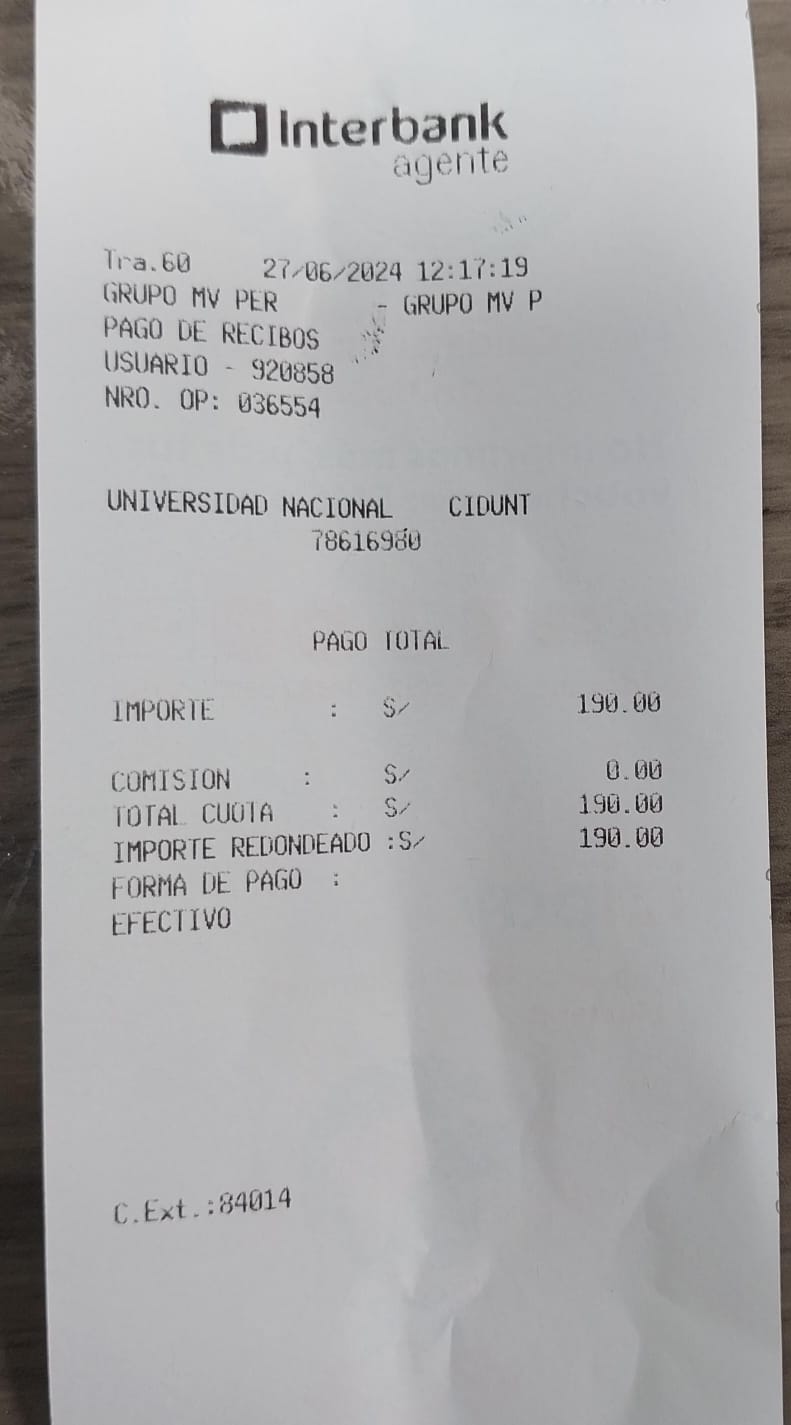 Interbank
agente
Tra.60 27/06/2024 12:17:19
GRUPO MV PER - GRUPO MV P
PAGO DE RECIBOS
USUARIO - 920858
NRO. OP: 036554
UNIVERSIDAD NACIONAL CIDUNT
78616980
PAGO TOTAL
IMPORTE : S/ 190.00
COMISION : S/ 0.00
TOTAL CUOTA : S/ 190.00
IMPORTE REDONDEADO :S/ 190.00
FORMA DE PAGO :
EFECTIVO
C.Ext.:84014